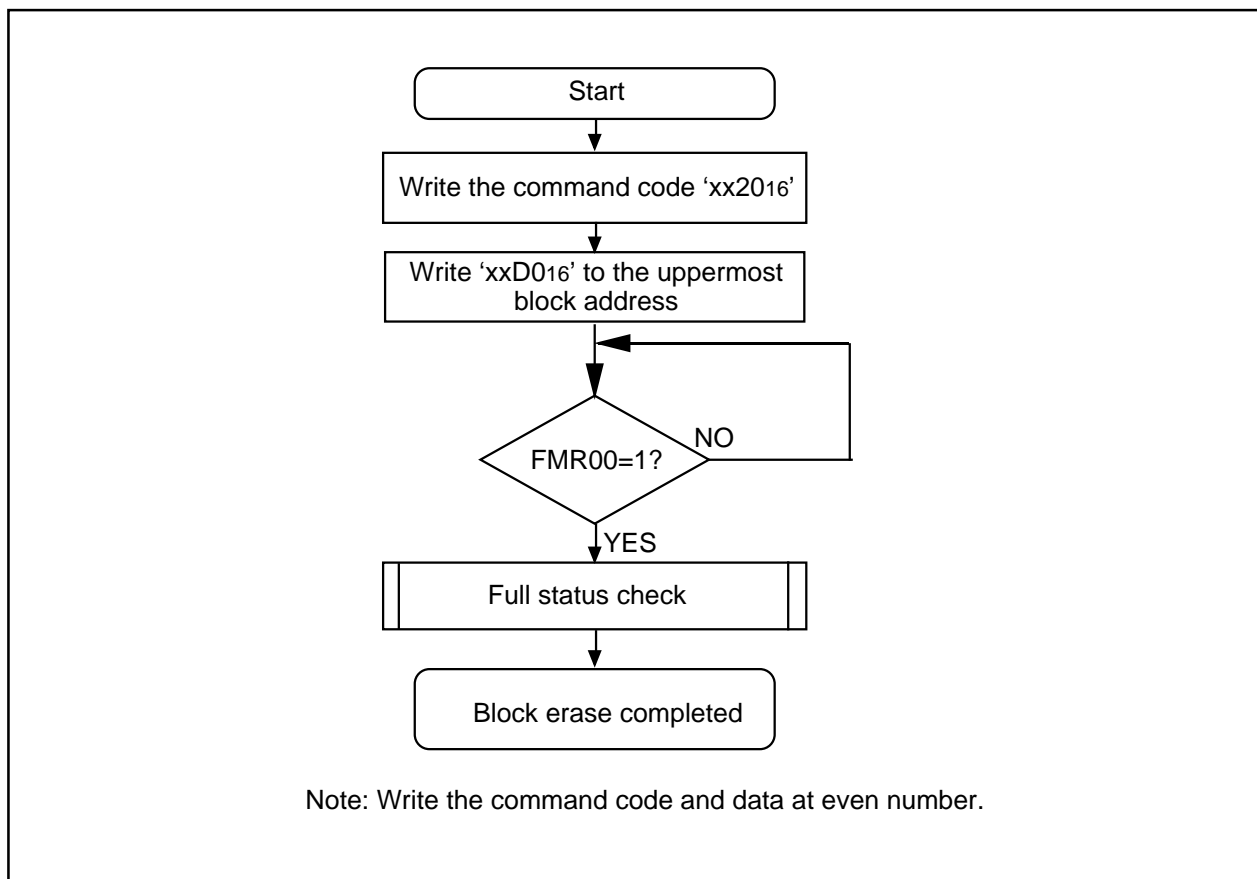 Start
Write the command code ‘xx2016’
Write ‘xxD016’ to the uppermost
block address
NO
FMR00=1?
YES
Full status check
Block erase completed
Note: Write the command code and data at even number.